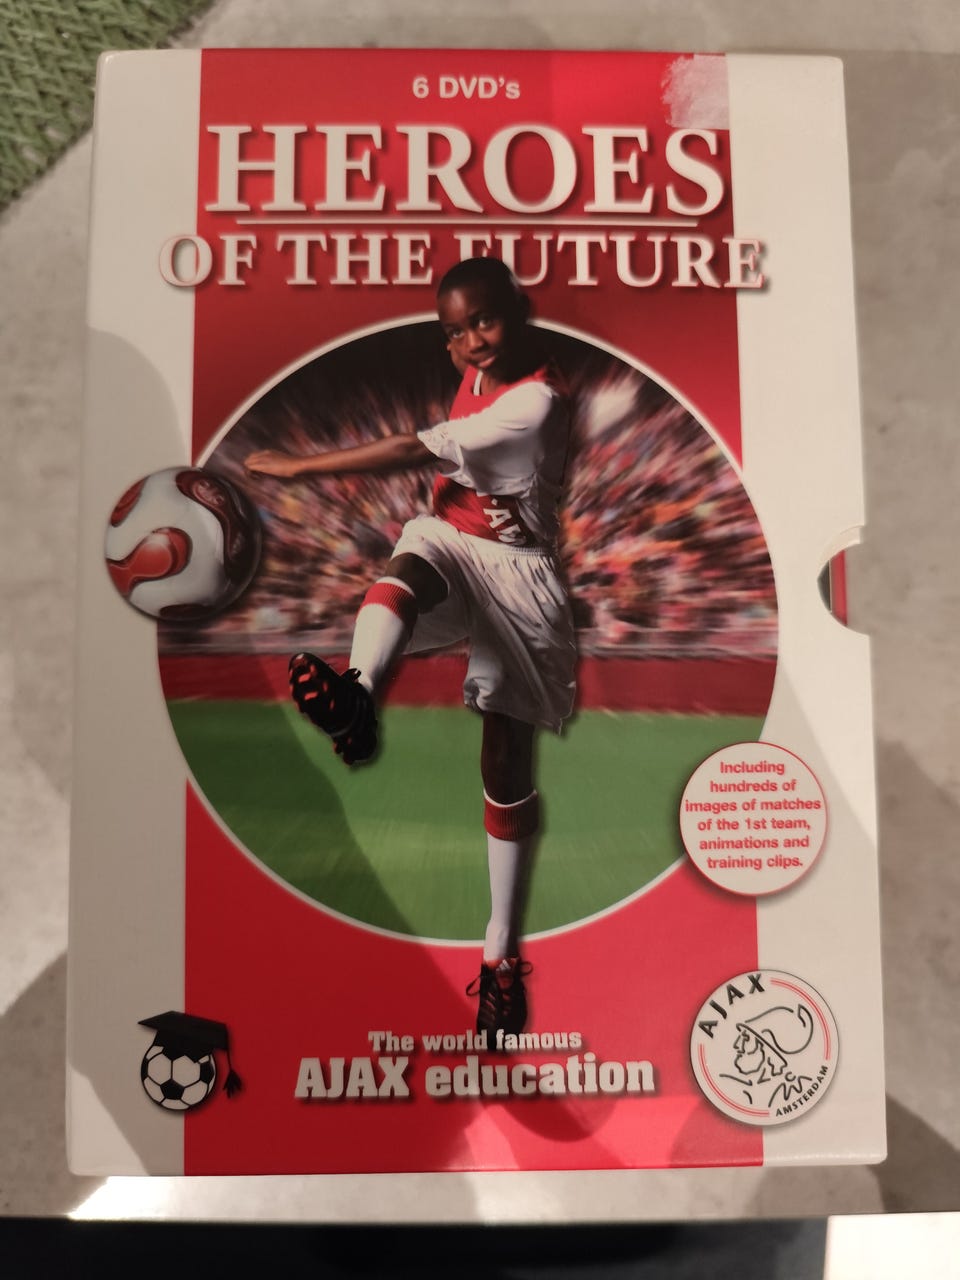 6 DVD's
HEROES
OF THE FUTURE
Including
hundreds of
images of matches
of the 1st team,
animations and
training clips.
The world famous
AJAX education
AJAX
AMSTERDAM